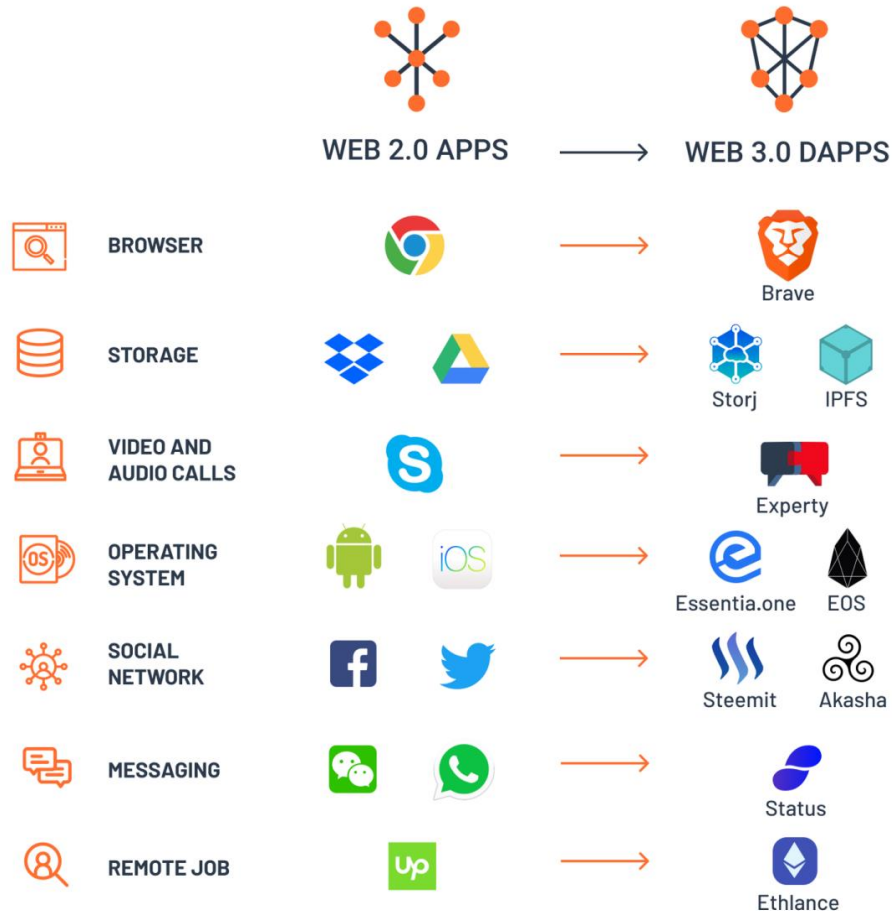 WEB 2.0 APPS
WEB 3.0 DAPPS
BROWSER
Brave
STORAGE
Storj
IPFS
VIDEO AND
AUDIO CALLS
S
Experty
OS
OPERATING
SYSTEM
iOS
Essentia.one
EOS
SOCIAL
NETWORK
f
Steemit
Akasha
MESSAGING
Status
REMOTE JOB
Up
Ethlance